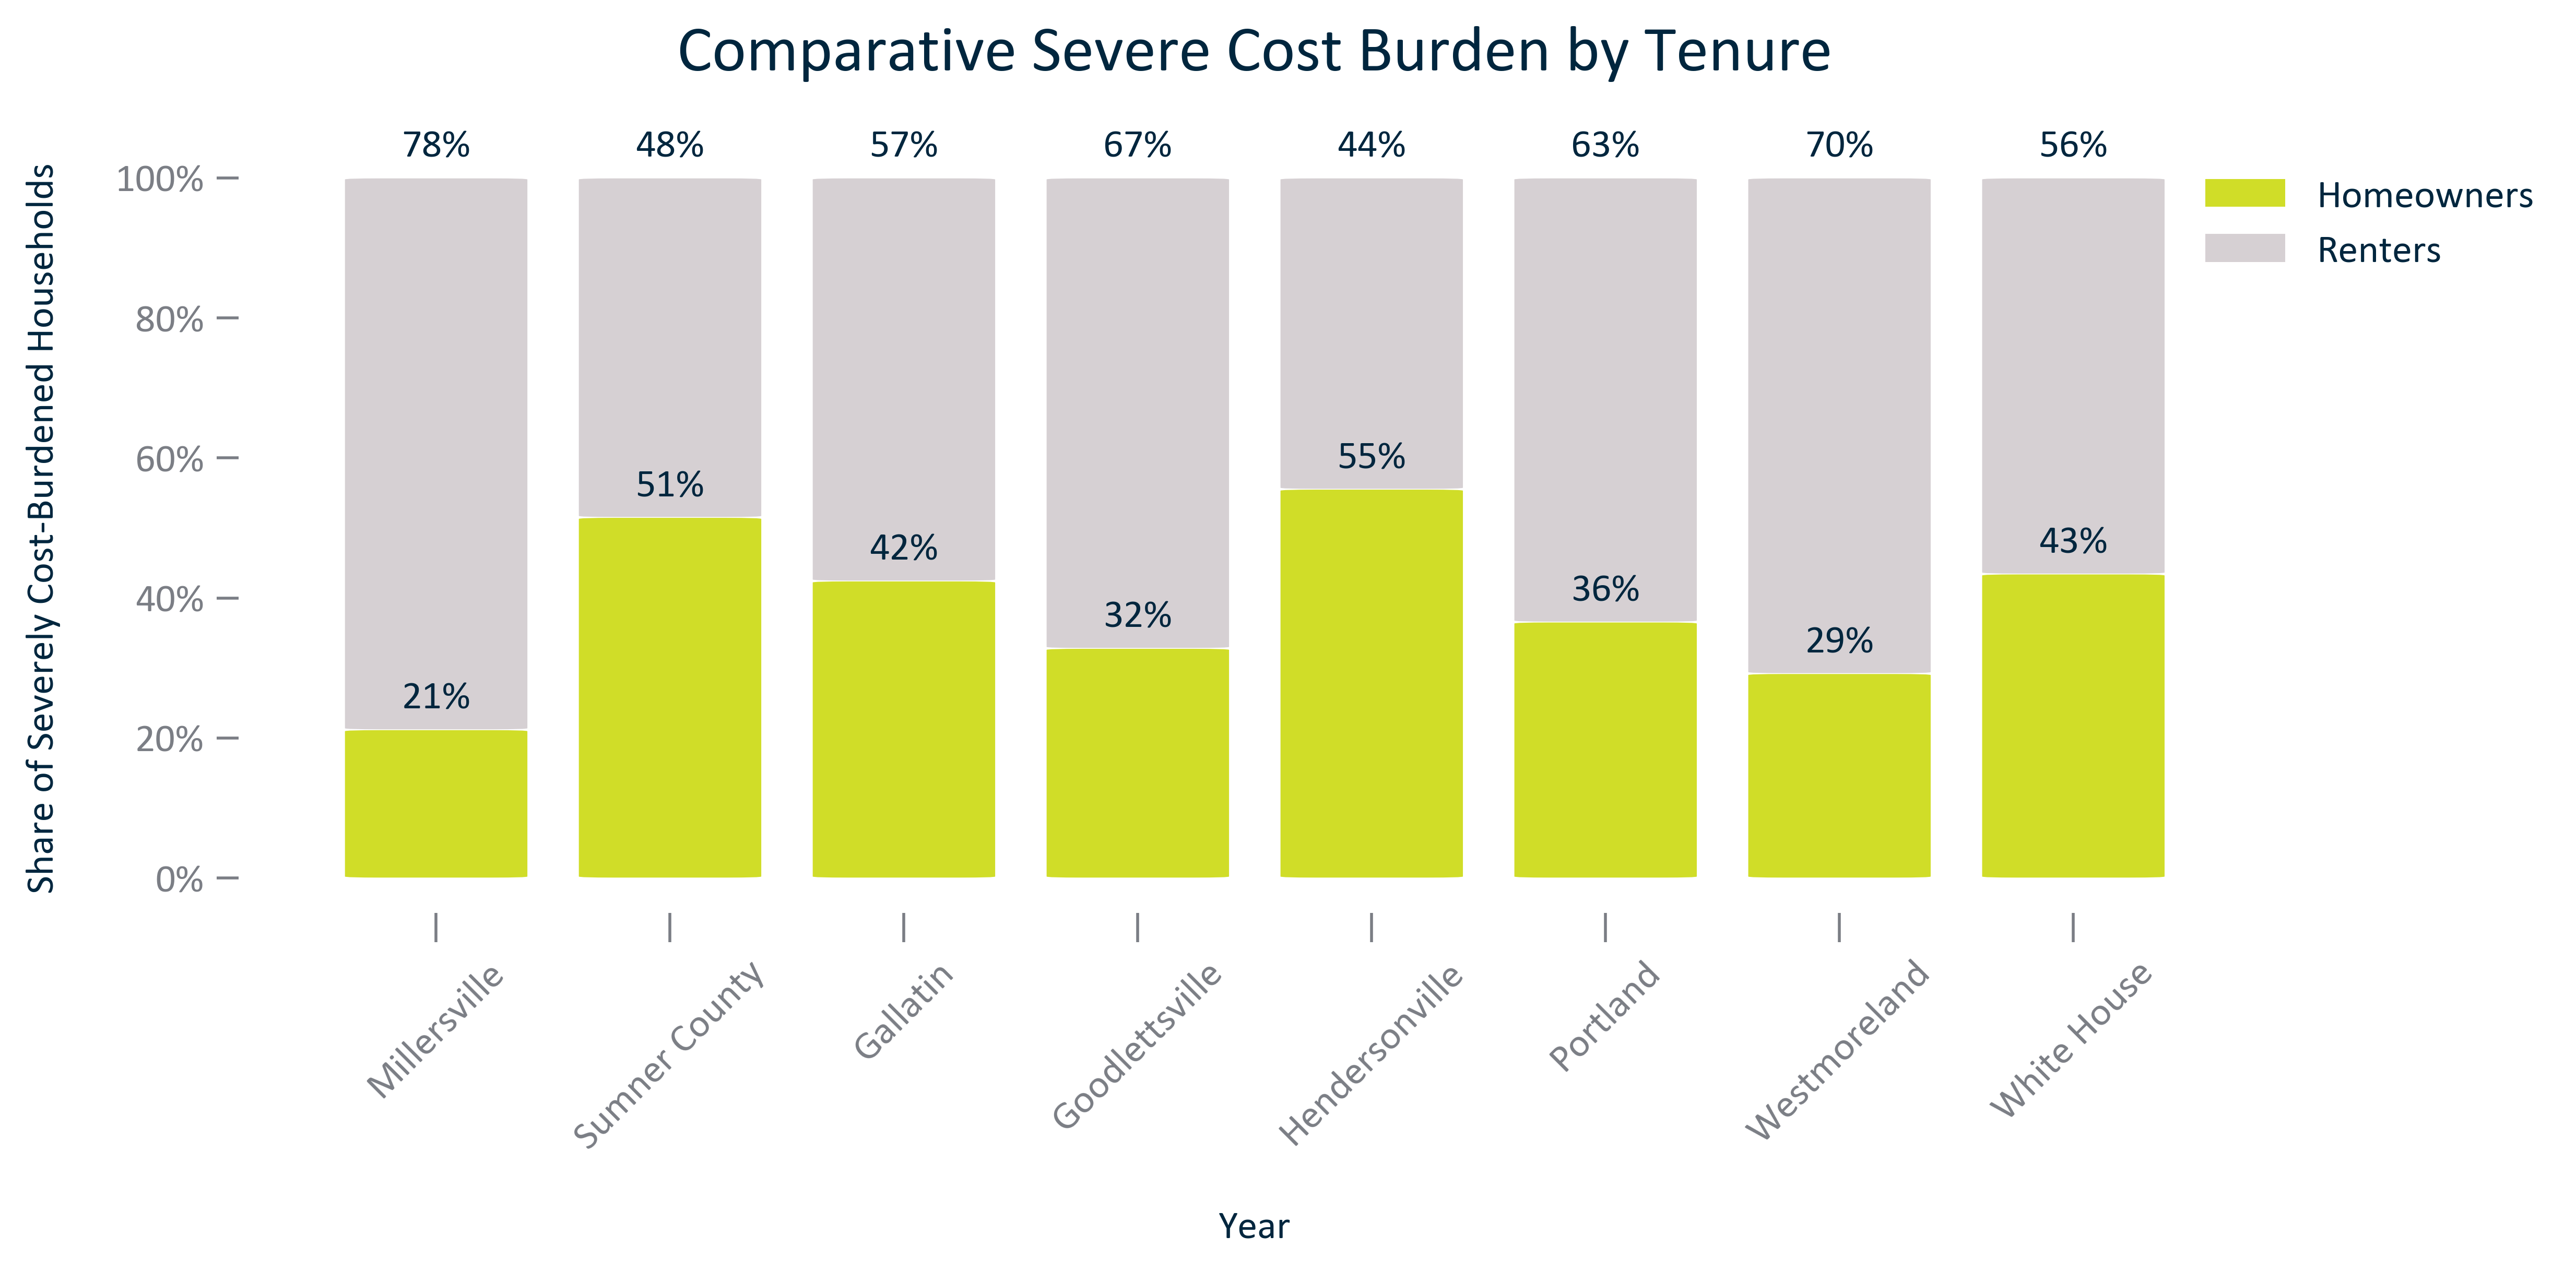 Comparative Severe Cost Burden by Tenure
78% 48% 57% 67% 44% 63% 70% 56%
Share of Severely Cost-Burdened Households
100%
80%
60%
40%
20%
0%
21% 51% 42% 32% 55% 36% 29% 43%
Homeowners
Renters
Millersville
Sumner County
Gallatin
Goodlettsville
Hendersonville
Portland
Westmoreland
White House
Year